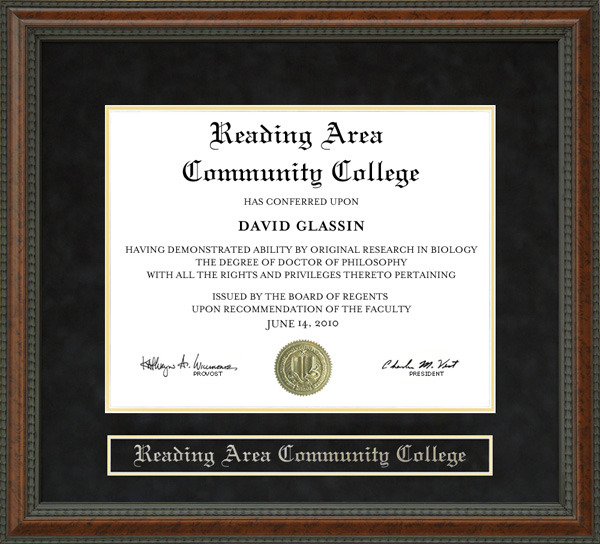 Reading Area
Community College
HAS CONFERRED UPON
DAVID GLASSIN
HAVING DEMONSTRATED ABILITY BY ORIGINAL RESEARCH IN BIOLOGY
THE DEGREE OF DOCTOR OF PHILOSOPHY
WITH ALL THE RIGHTS AND PRIVILEGES THERETO PERTAINING
ISSUED BY THE BOARD OF REGENTS
UPON RECOMMENDATION OF THE FACULTY
JUNE 14, 2010
Charles M. Vest
PROVOST
PRESIDENT
Reading Area Community College